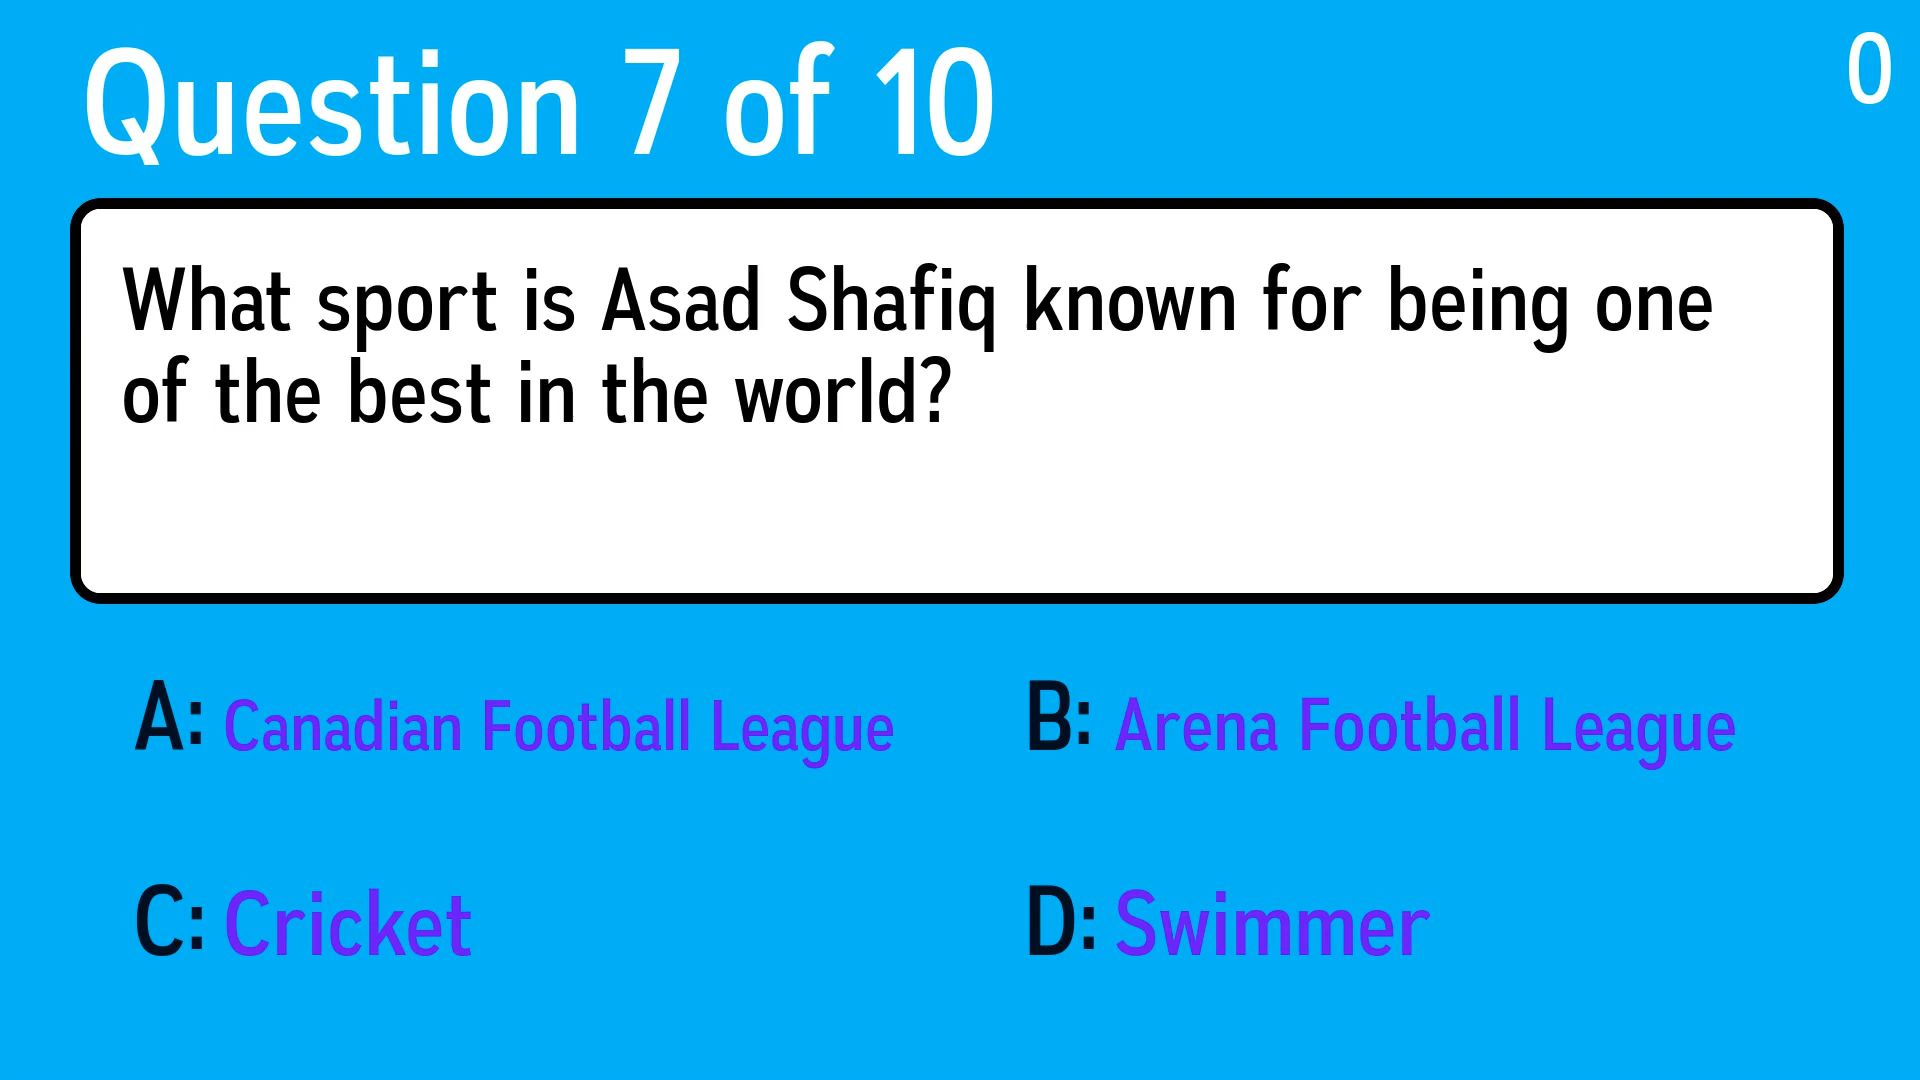 Question 7 of 10
0
What sport is Asad Shafiq known for being one
of the best in the world?
A: Canadian Football League
B: Arena Football League
C: Cricket
D: Swimmer